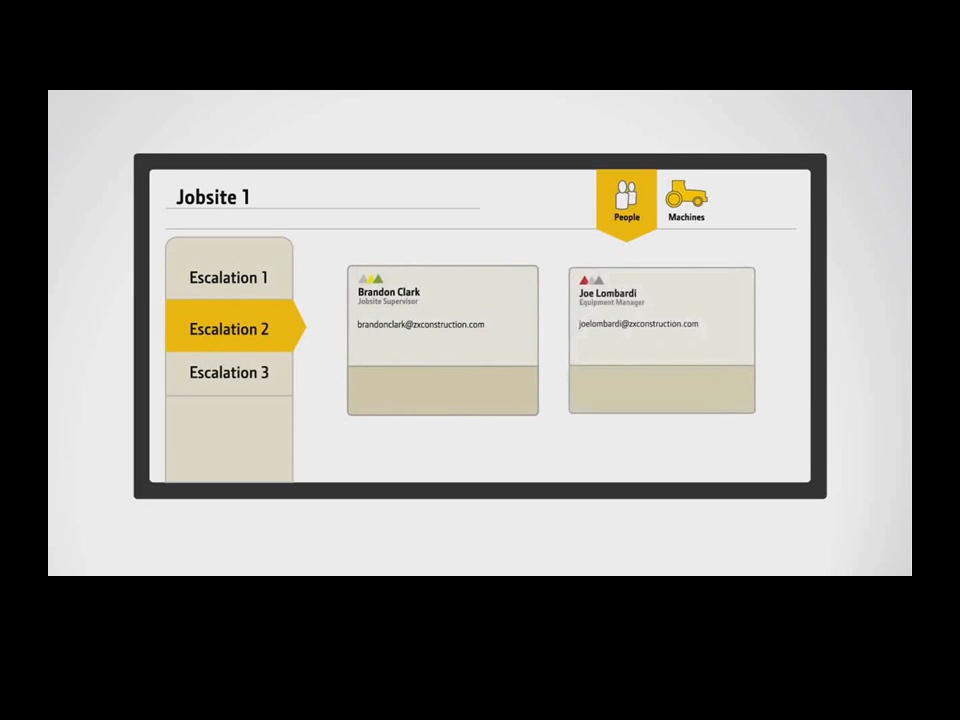 Jobsite 1
People
Machines
Escalation 1
Escalation 2
Escalation 3
Brandon Clark
Jobsite Supervisor
brandonclark@zxconstruction.com
Joe Lombardi
Equipment Manager
joelombardi@zxconstruction.com